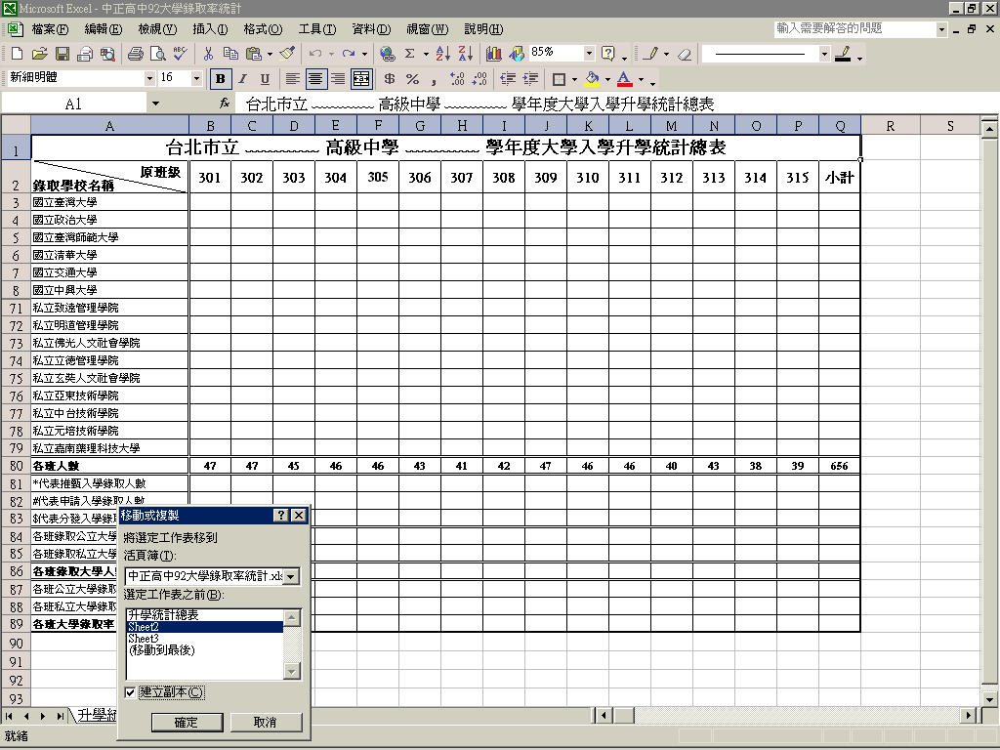 Microsoft Excel - 中正高中92大學錄取率統計
檔案(F) 編輯(E) 檢視(V) 插入(I) 格式(O) 工具(T) 資料(D) 視窗(W) 說明(H) 輸入需要解答的問題
85%
新細明體 16 B I U $ % ,
A1 fx 台北市立 高級中學 學年度大學入學升學統計總表
A B C D E F G H I J K L M N O P Q R S
1 台北市立 高級中學 學年度大學入學升學統計總表
原班級
2 錄取學校名稱 301 302 303 304 305 306 307 308 309 310 311 312 313 314 315 小計
3 國立臺灣大學
4 國立政治大學
5 國立臺灣師範大學
6 國立清華大學
7 國立交通大學
8 國立中興大學
71 私立致遠管理學院
72 私立明道管理學院
73 私立佛光人文社會學院
74 私立立德管理學院
75 私立玄奘人文社會學院
76 私立亞東技術學院
77 私立中台技術學院
78 私立元培技術學院
79 私立嘉南藥理科技大學
80 各班人數 47 47 45 46 46 43 41 42 47 46 46 40 43 38 39 656
81 *代表推甄入學錄取人數
82 #代表申請入學錄取人數
83 $代表分發入學錄
84 各班錄取公立大學
85 各班錄取私立大學
86 各班錄取大學人
87 各班公立大學錄取
88 各班私立大學錄取
89 各班大學錄取率
90
91
92
93
移動或複製
將選定工作表移到
活頁簿(T):
中正高中92大學錄取率統計.xls
選定工作表之前(B):
升學統計總表
Sheet2
Sheet3
(移動到最後)
建立副本(C)
確定 取消
升學統
就緒